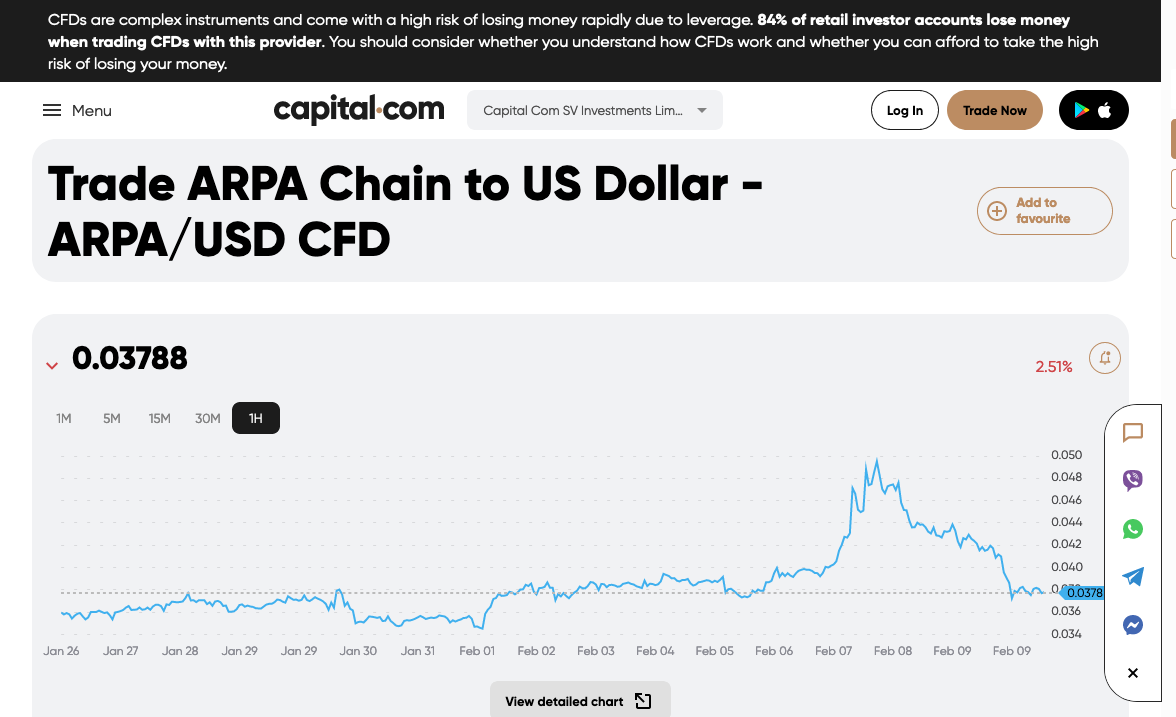 CFDs are complex instruments and come with a high risk of losing money rapidly due to leverage. 84% of retail investor accounts lose money
when trading CFDs with this provider. You should consider whether you understand how CFDs work and whether you can afford to take the high
risk of losing your money.
Menu
capital.com
Capital Com SV Investments Lim...
Log In
Trade Now
Trade ARPA Chain to US Dollar -
ARPA/USD CFD
Add to
favourite
0.03788
2.51%
1M 5M 15M 30M 1H
0.050
0.048
0.046
0.044
0.042
0.040
0.0378
0.036
0.034
Jan 26 Jan 27 Jan 28 Jan 29 Jan 29 Jan 30 Jan 31 Feb 01 Feb 02 Feb 03 Feb 04 Feb 05 Feb 06 Feb 07 Feb 08 Feb 09 Feb 09
View detailed chart